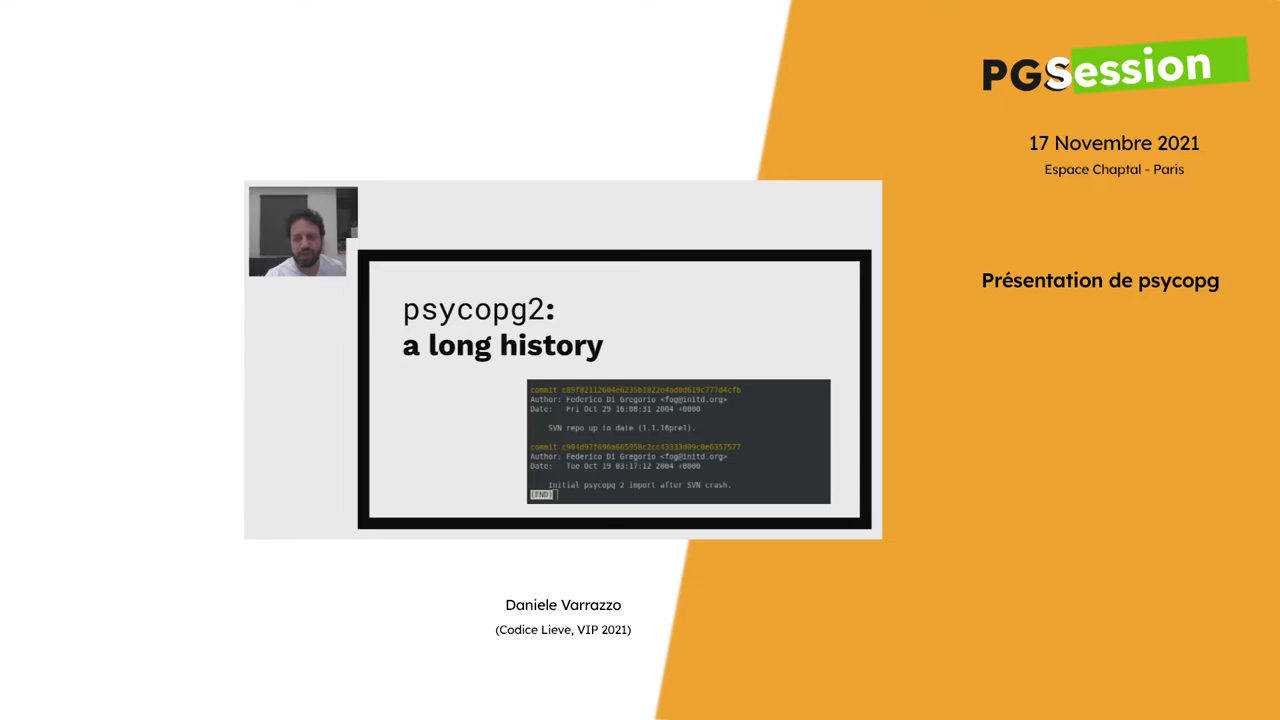 PGSession
17 Novembre 2021
Espace Chaptal - Paris
Présentation de psycopg
psycopg2:
a long history
commit c89f82112604e6235b1822e4ad0d619c777d4cfb
Author: Federico Di Gregorio <fog@initd.org>
Date: Fri Oct 29 16:08:31 2004 +0000
SVN repo up to date (1.1.16pre1).
commit
Author: Federico Di Gregorio <fog@initd.org>
Date: Tue Oct 19 03:17:12 2004 +0000
Initial psycopg 2 import after SVN crash.
(END)
Daniele Varrazzo
(Codice Lieve, VIP 2021)